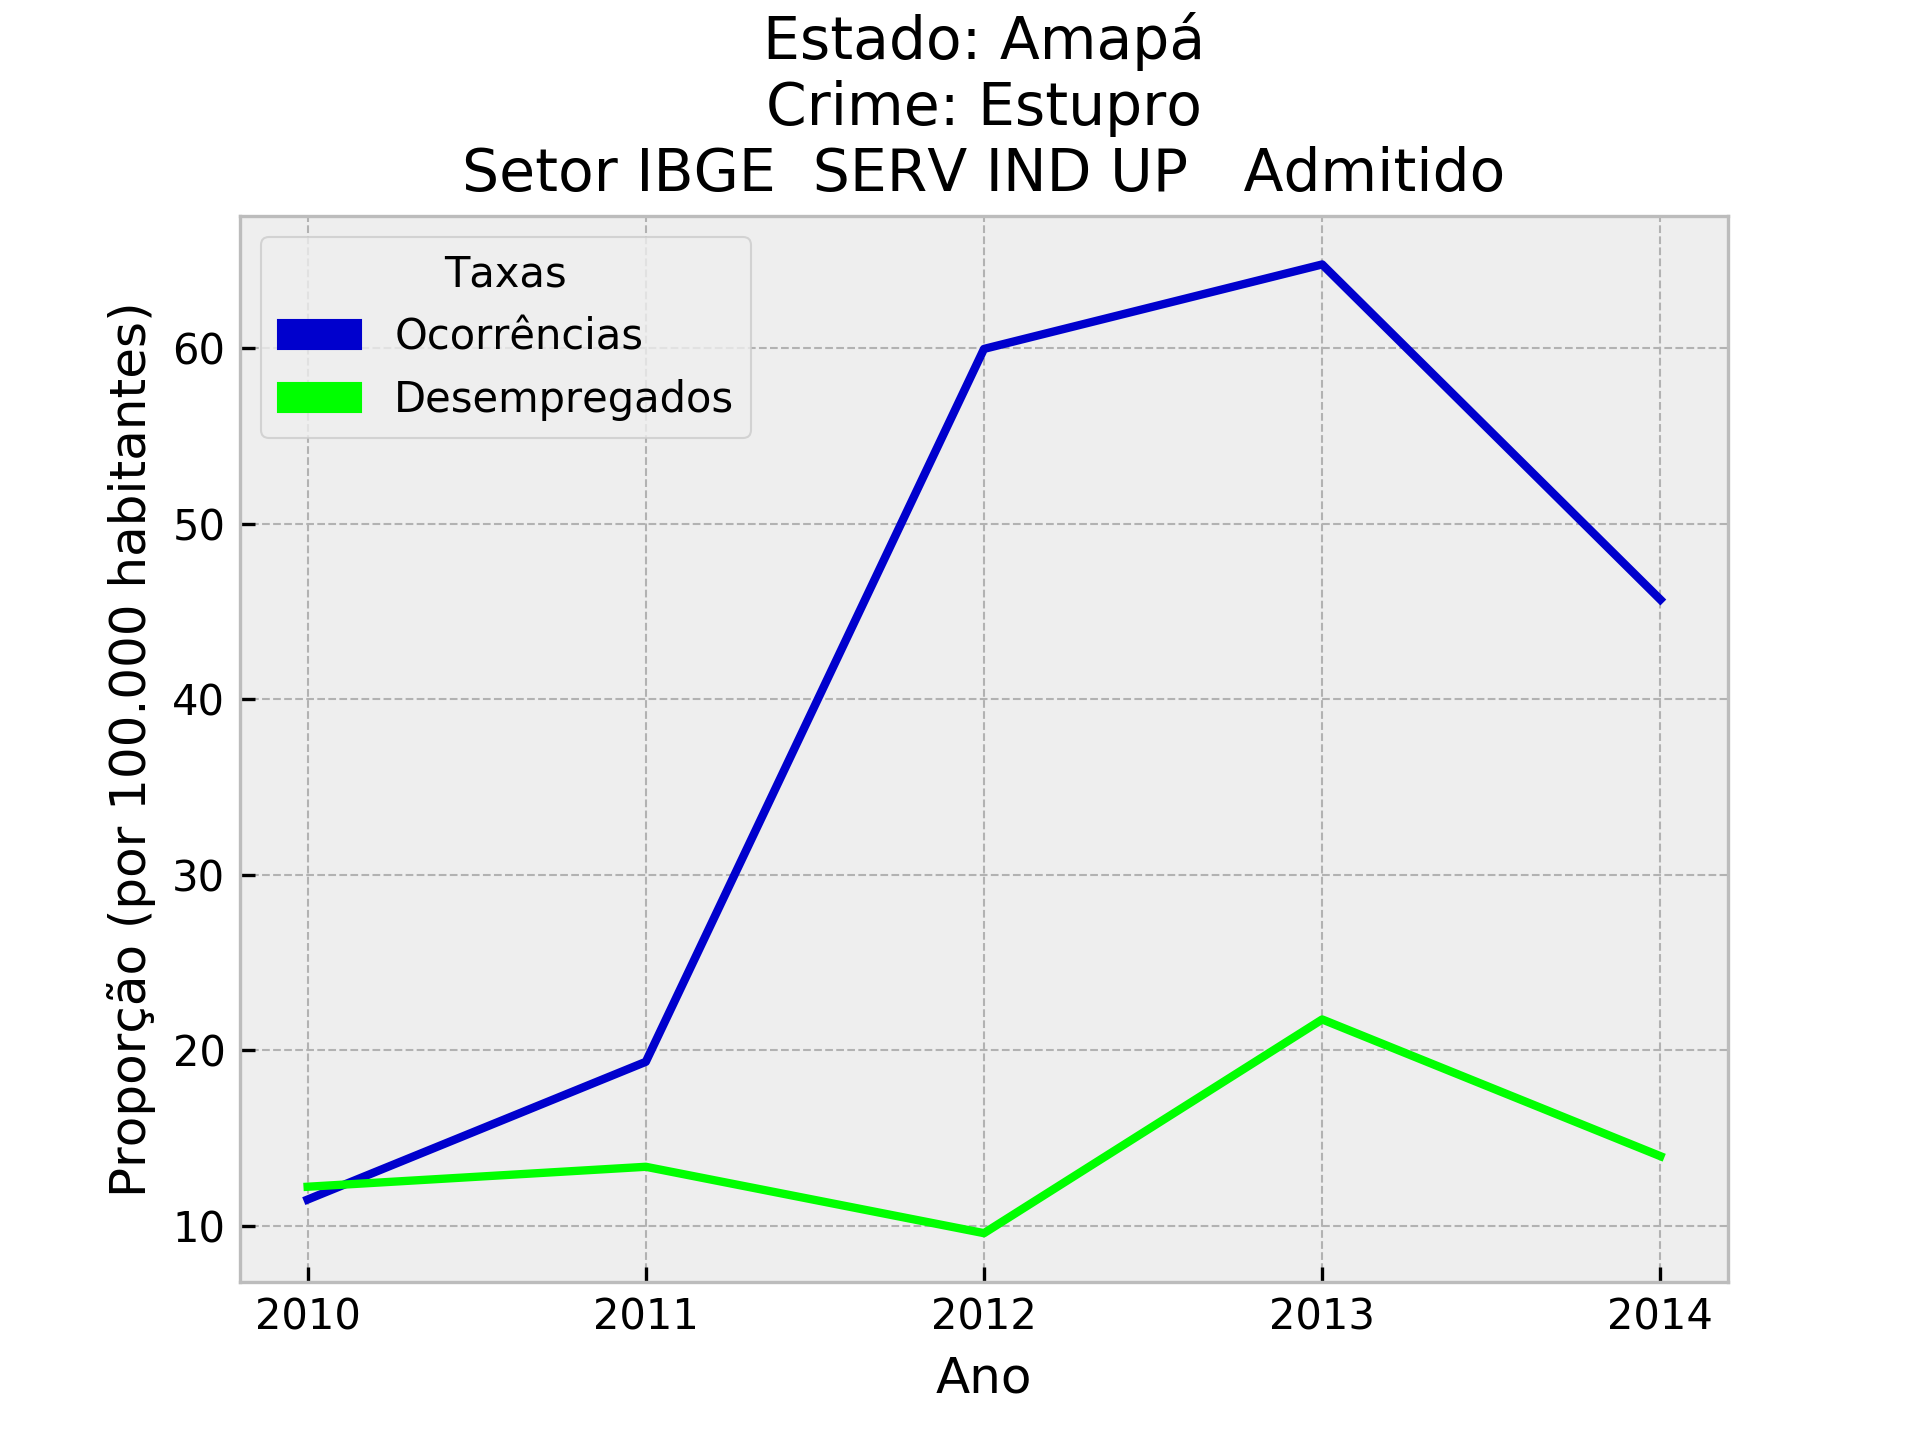 Estado: Amapá
Crime: Estupro
Setor IBGE  SERV IND UP   Admitido
Taxas
Ocorrências
Desempregados
Proporção (por 100.000 habitantes)
60
50
40
30
20
10
2010 2011 2012 2013 2014
Ano